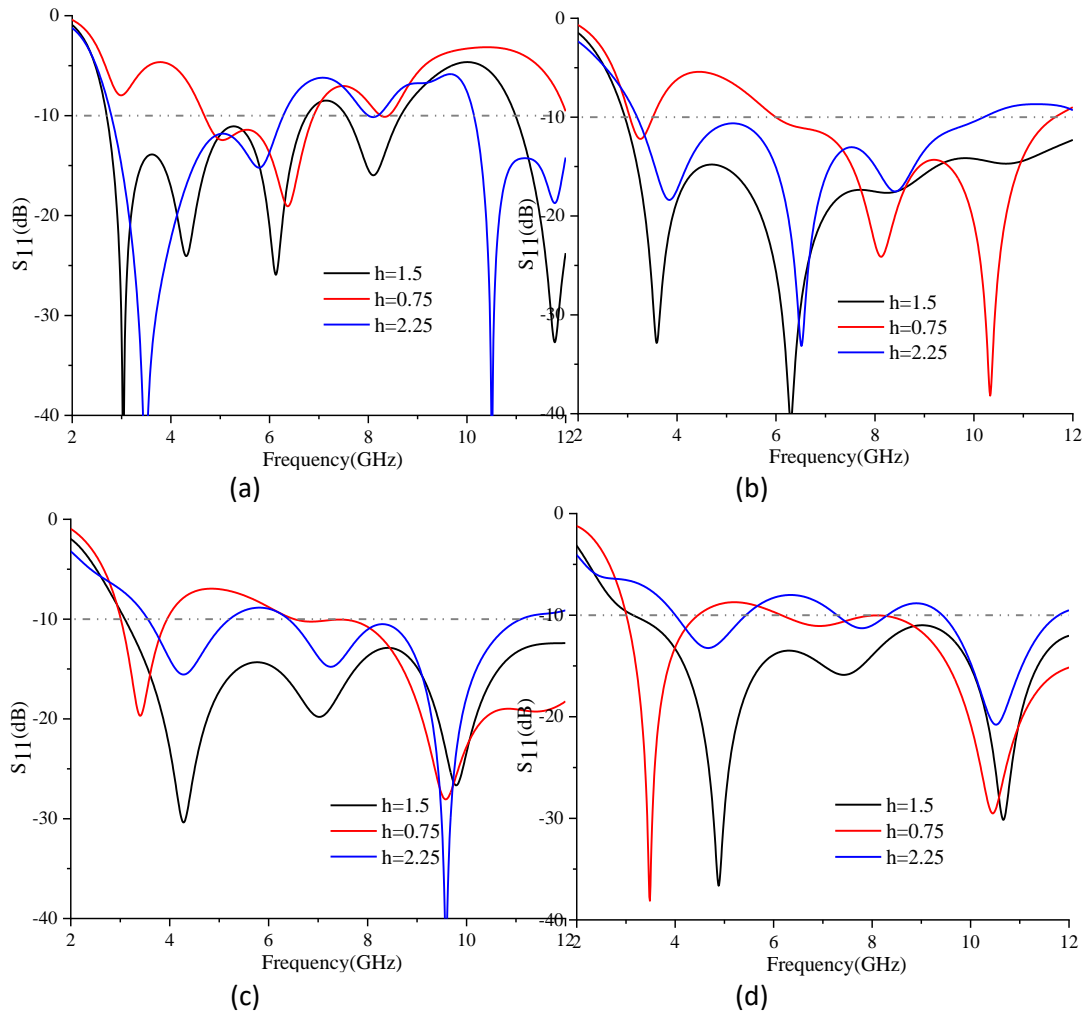 0
-10
-20
-30
-40
S11(dB)
h=1.5
h=0.75
h=2.25
2 4 6 8 10 12
Frequency(GHz)
(a)
0
-10
-20
-30
-40
S11(dB)
h=1.5
h=0.75
h=2.25
2 4 6 8 10 12
Frequency(GHz)
(b)
0
-10
-20
-30
-40
S11(dB)
h=1.5
h=0.75
h=2.25
2 4 6 8 10 12
Frequency(GHz)
(c)
0
-10
-20
-30
-40
S11(dB)
h=1.5
h=0.75
h=2.25
2 4 6 8 10 12
Frequency(GHz)
(d)